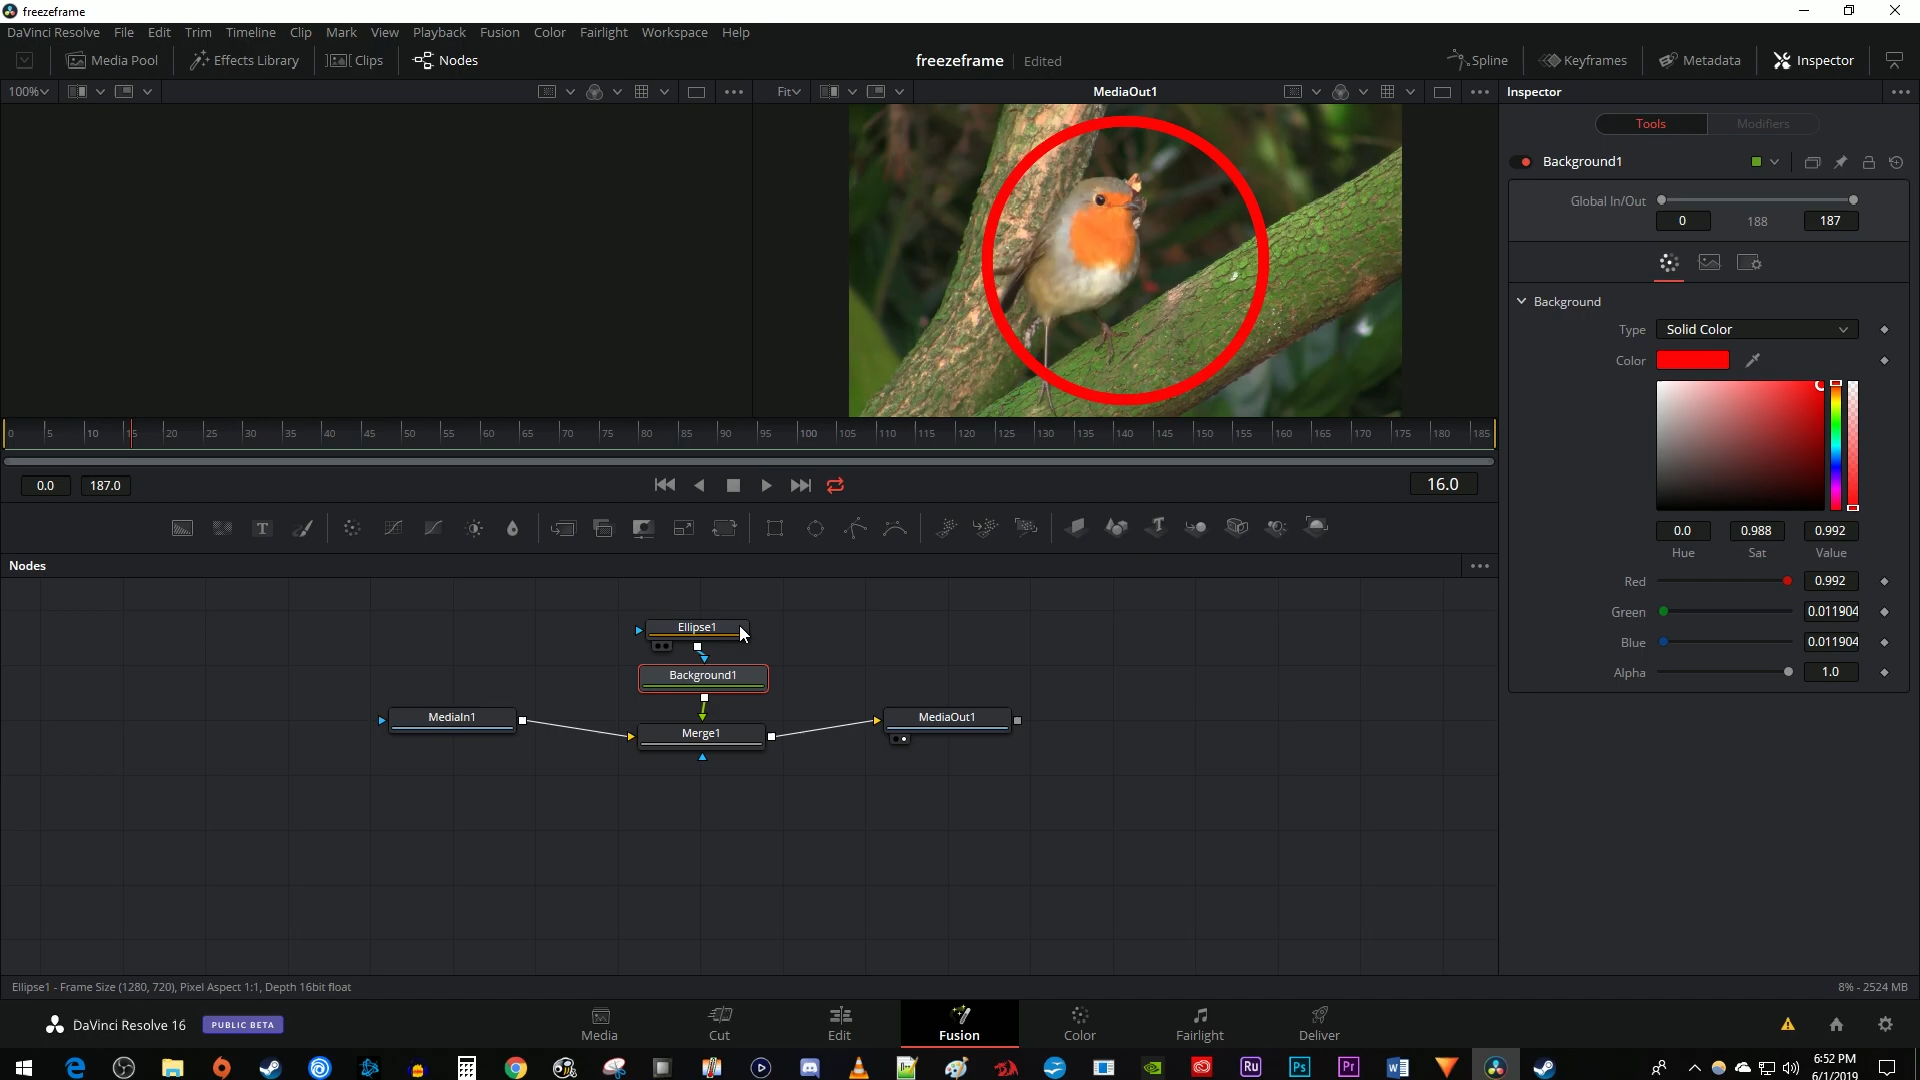 freezeframe
DaVinci Resolve File Edit Trim Timeline Clip Mark View Playback Fusion Color Fairlight Workspace Help
Media Pool Effects Library Clips Nodes freezeframe Edited Spline Keyframes Metadata Inspector
100% Fit MediaOut1 Inspector
Tools Modifiers
Background1
Global In/Out
0 188 187
Background
Type Solid Color
Color
0 5 10 15 20 25 30 35 40 45 50 55 60 65 70 75 80 85 90 95 100 105 110 115 120 125 130 135 140 145 150 155 160 165 170 175 180 185
0.0 187.0 16.0
0.0 0.988 0.992
Hue Sat Value
T
Nodes
Red 0.992
Green 0.011904
Blue 0.011904
Alpha 1.0
Ellipse1
Background1
MediaIn1 Merge1 MediaOut1
Ellipse1 - Frame Size (1280, 720), Pixel Aspect 1:1, Depth 16bit float 8% - 2524 MB
DaVinci Resolve 16 PUBLIC BETA Media Cut Edit Fusion Color Fairlight Deliver
Ru Ps Pr 6:52 PM
6/1/2019